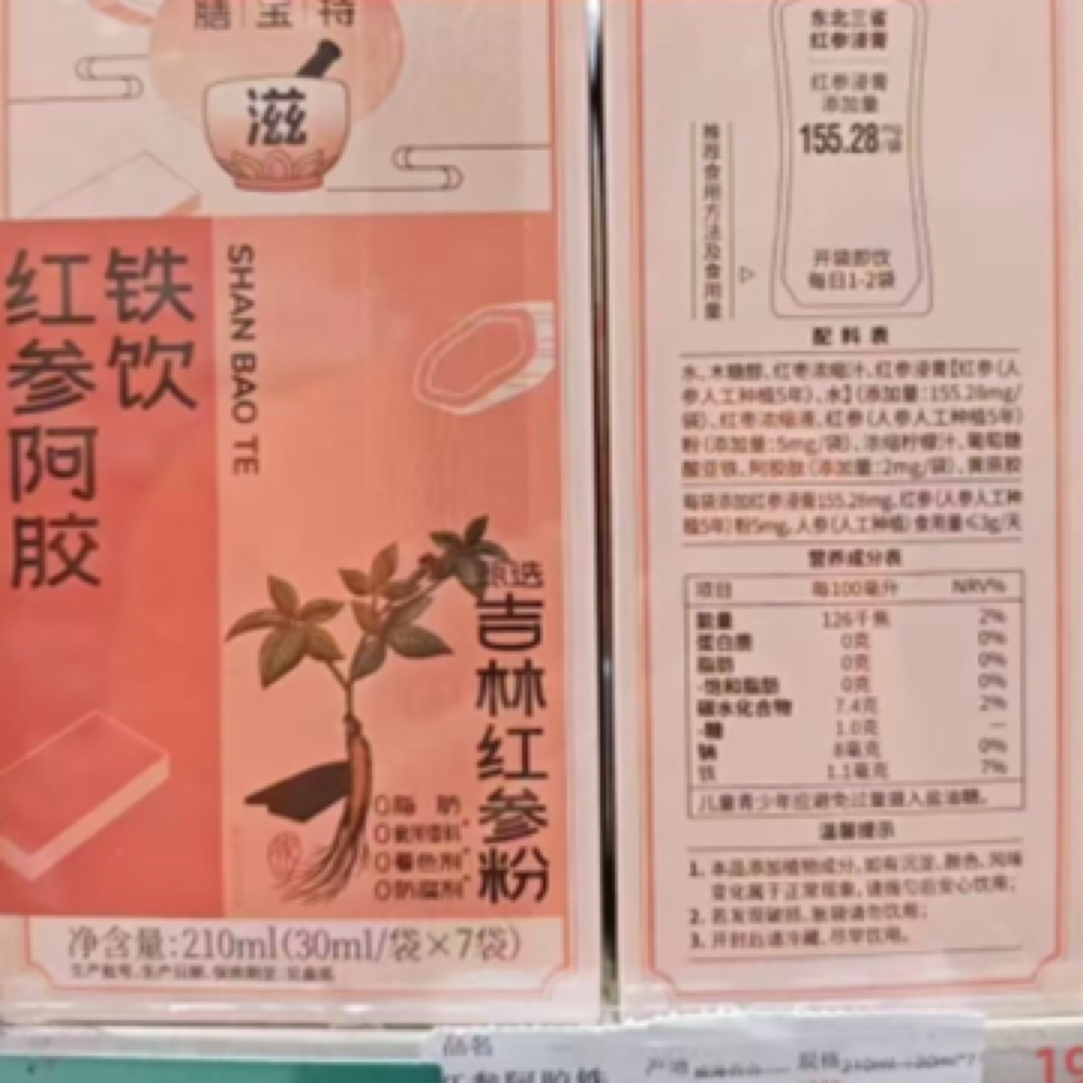 膳宝特
滋
红参阿胶
铁饮
SHAN BAO TE
甄选
吉林红参粉
0脂 肪
0着色剂*
0防腐剂*
净含量:210ml(30ml/袋×7袋)
东北三省
红参浸膏
红参浸膏
添加量
155.28mg/袋
推荐食用方法及食用量
开袋即饮
每日1-2袋
配料表
水、木糖醇、红枣浓缩汁、红参浸膏【红参(人
参人工种植5年)、水】(添加量:155.28mg/
袋)、红枣浓缩液、红参(人参人工种植5年)
粉(添加量:5mg/袋)、浓缩柠檬汁、葡萄糖
酸亚铁、阿胶肽(添加量:2mg/袋)、黄原胶
每袋添加红参浸膏155.28mg,红参(人参人工种
植5年)粉5mg,人参(人工种植)食用量≤3g/天
营养成分表
项目 每100毫升 NRV%
能量 126千焦 2%
蛋白质 0克 0%
脂肪 0克 0%
-饱和脂肪 0克 0%
碳水化合物 7.4克 2%
-糖 1.0克 —
钠 8毫克 0%
铁 1.1毫克 7%
儿童青少年应避免过量摄入盐油糖。
温馨提示
1. 本品添加植物成分,如有沉淀、颜色、风味
变化属于正常现象,请摇匀后安心饮用;
2. 若发现破损、胀袋请勿饮用;
3. 开封后请冷藏、尽早饮用。
品名
产地
规格 210ml
红参阿胶铁
19